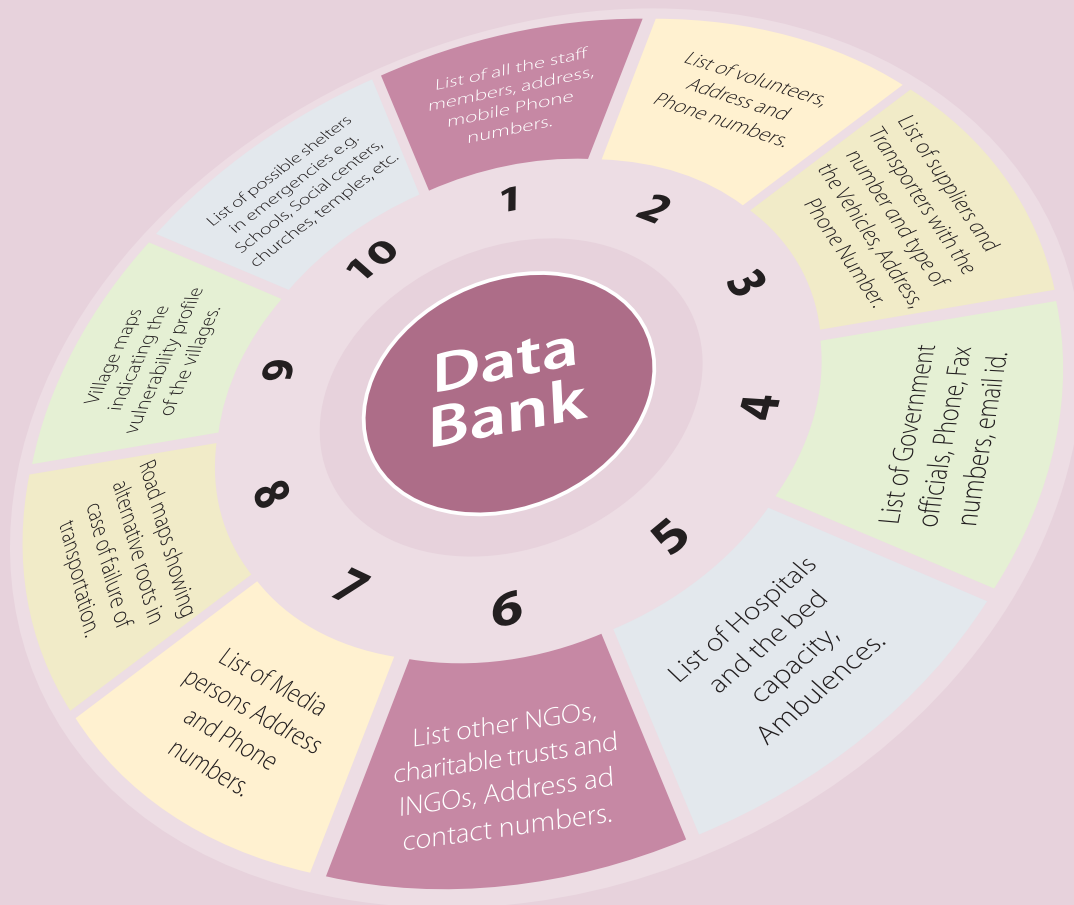 Data
Bank
1
List of all the staff
members, address,
mobile Phone
numbers.
2
List of volunteers,
Address and
Phone numbers.
3
List of suppliers and
Transporters with the
number and type of
the Vehicles, Address,
Phone Number.
4
List of Government
officials, Phone, Fax
numbers, email id.
5
List of Hospitals
and the bed
capacity,
Ambulences.
6
List other NGOs,
charitable trusts and
INGOs, Address ad
contact numbers.
7
List of Media
persons Address
and Phone
numbers.
8
Road maps showing
alternative roots in
case of failure of
transportation.
9
Village maps
indicating the
vulnerability profile
of the villages.
10
List of possible shelters
in emergencies e.g.
Schools, Social centers,
churches, temples, etc.